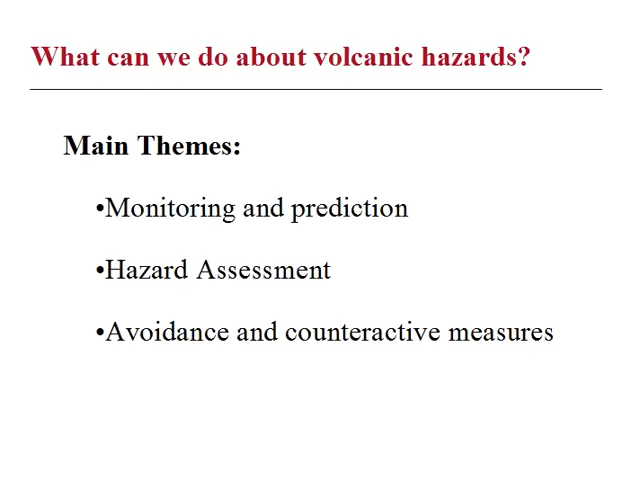 What can we do about volcanic hazards?
Main Themes:
•Monitoring and prediction
•Hazard Assessment
•Avoidance and counteractive measures